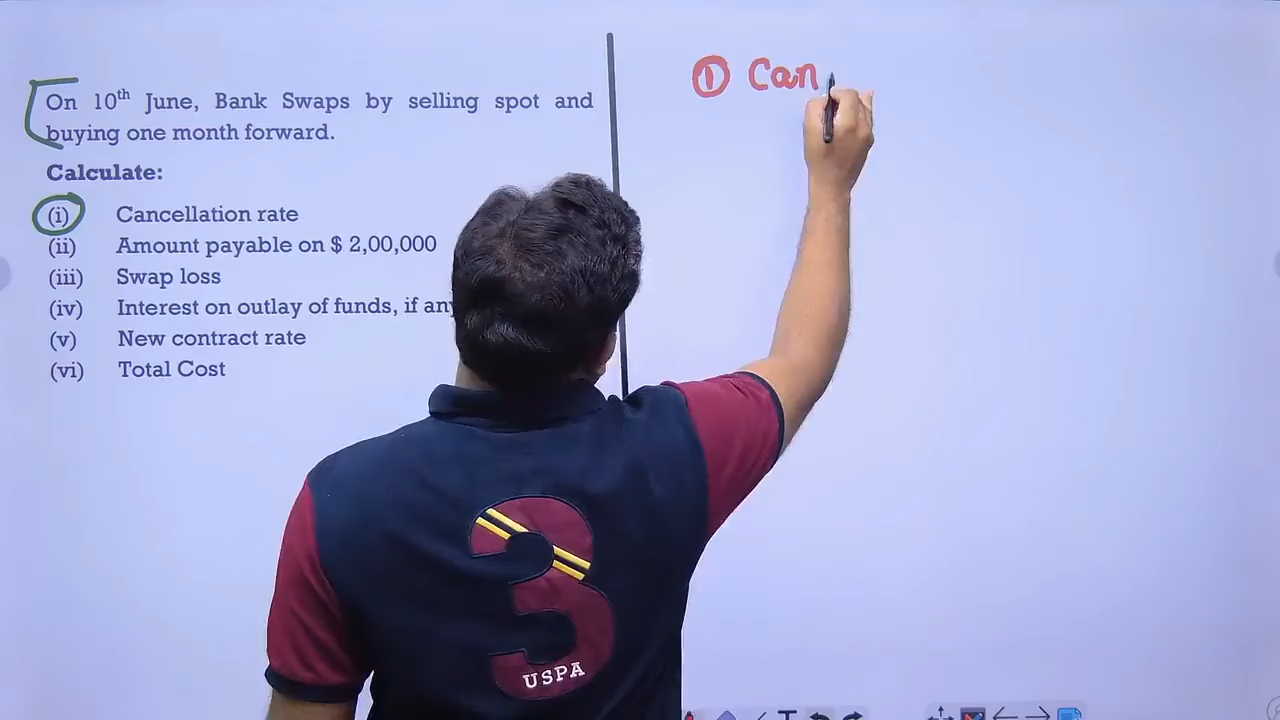 On 10th June, Bank Swaps by selling spot and
buying one month forward.
Calculate:
(i) Cancellation rate
(ii) Amount payable on $ 2,00,000
(iii) Swap loss
(iv) Interest on outlay of funds, if any
(v) New contract rate
(vi) Total Cost
① Can
3
USPA